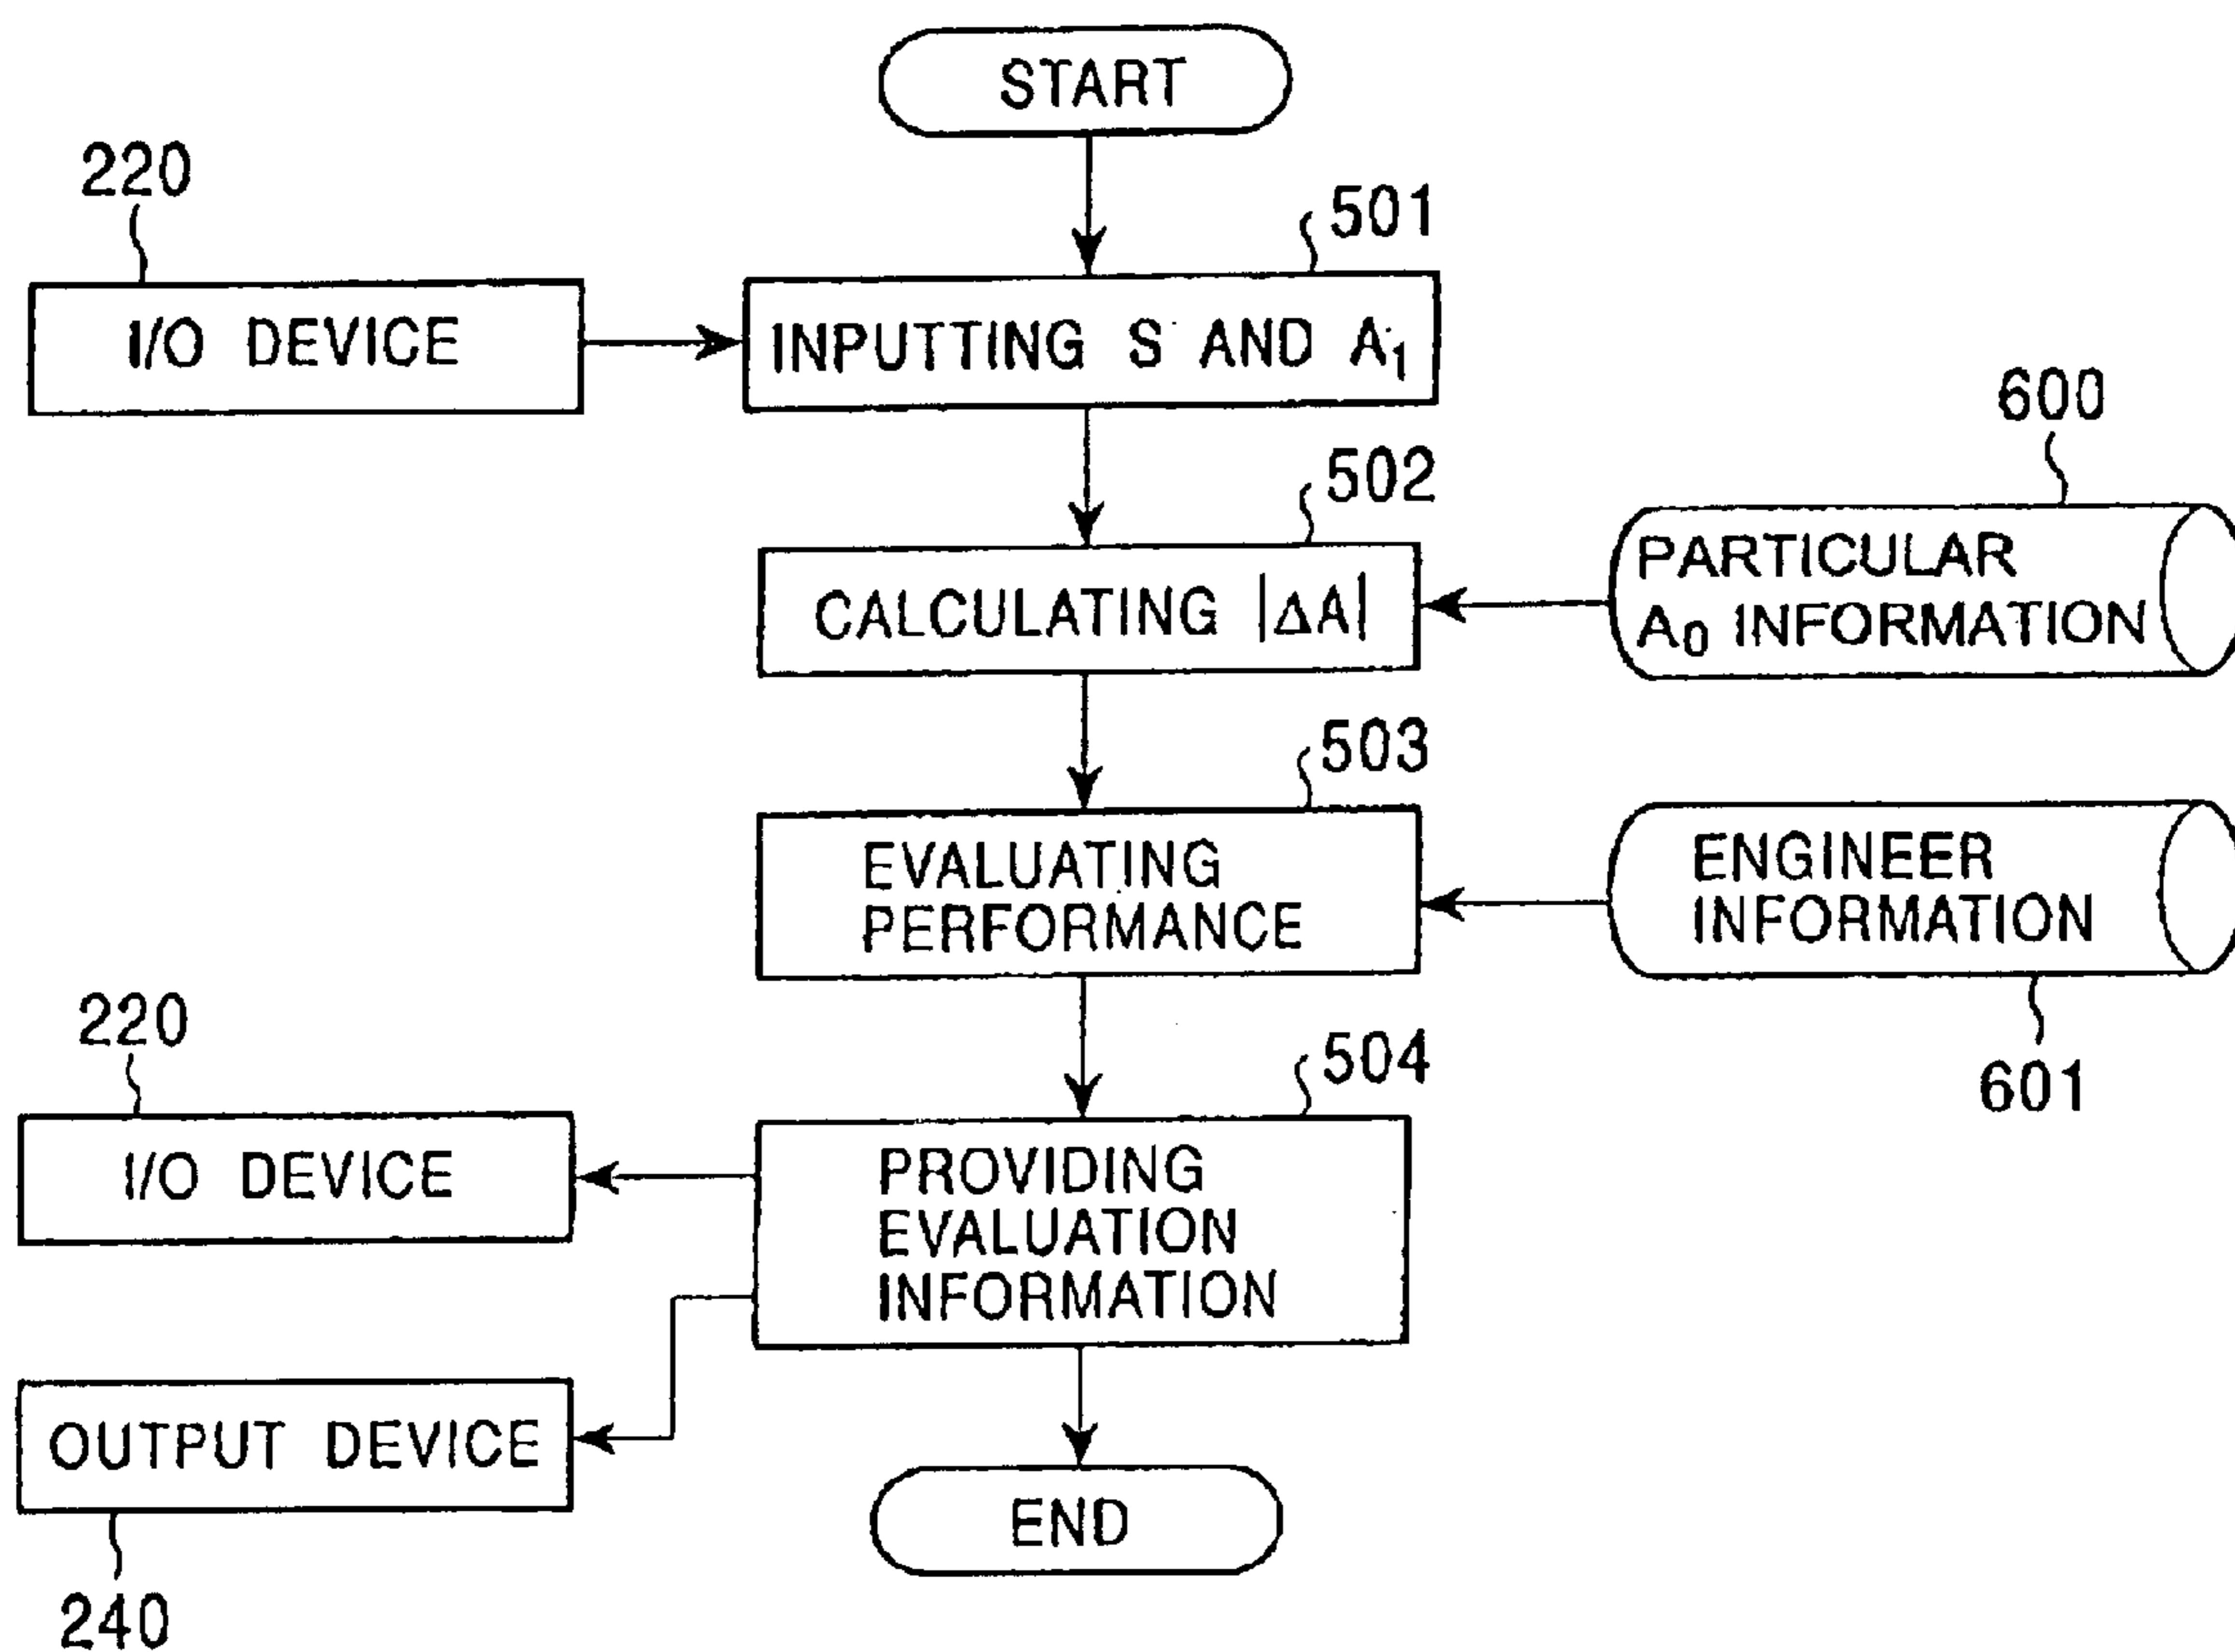 START
220
501
I/O DEVICE
INPUTTING S AND A₁
600
502
PARTICULAR
A₀ INFORMATION
CALCULATING |ΔA|
503
EVALUATING
PERFORMANCE
ENGINEER
INFORMATION
220
504
601
I/O DEVICE
PROVIDING
EVALUATION
INFORMATION
OUTPUT DEVICE
END
240